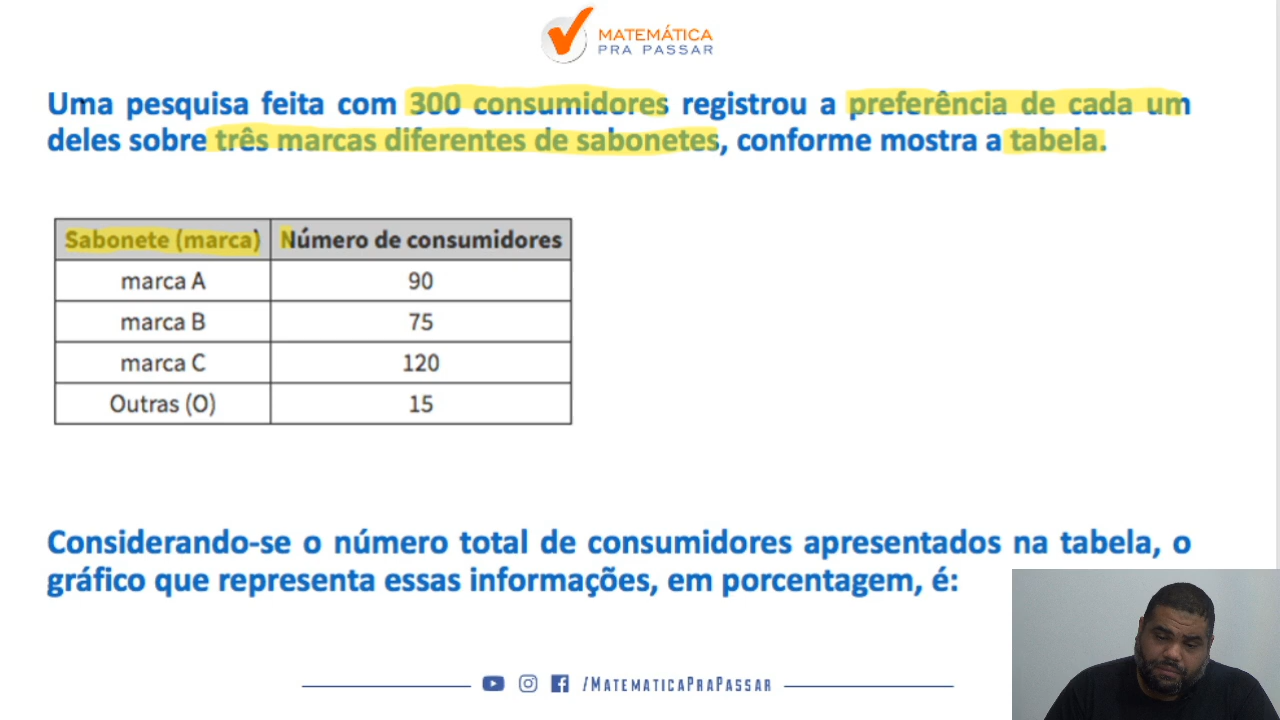 MATEMÁTICA
PRA PASSAR
Uma pesquisa feita com 300 consumidores registrou a preferência de cada um
deles sobre três marcas diferentes de sabonetes, conforme mostra a tabela.
Sabonete (marca) Número de consumidores
marca A 90
marca B 75
marca C 120
Outras (O) 15
Considerando-se o número total de consumidores apresentados na tabela, o
gráfico que representa essas informações, em porcentagem, é:
/MATEMATICAPRAPASSAR